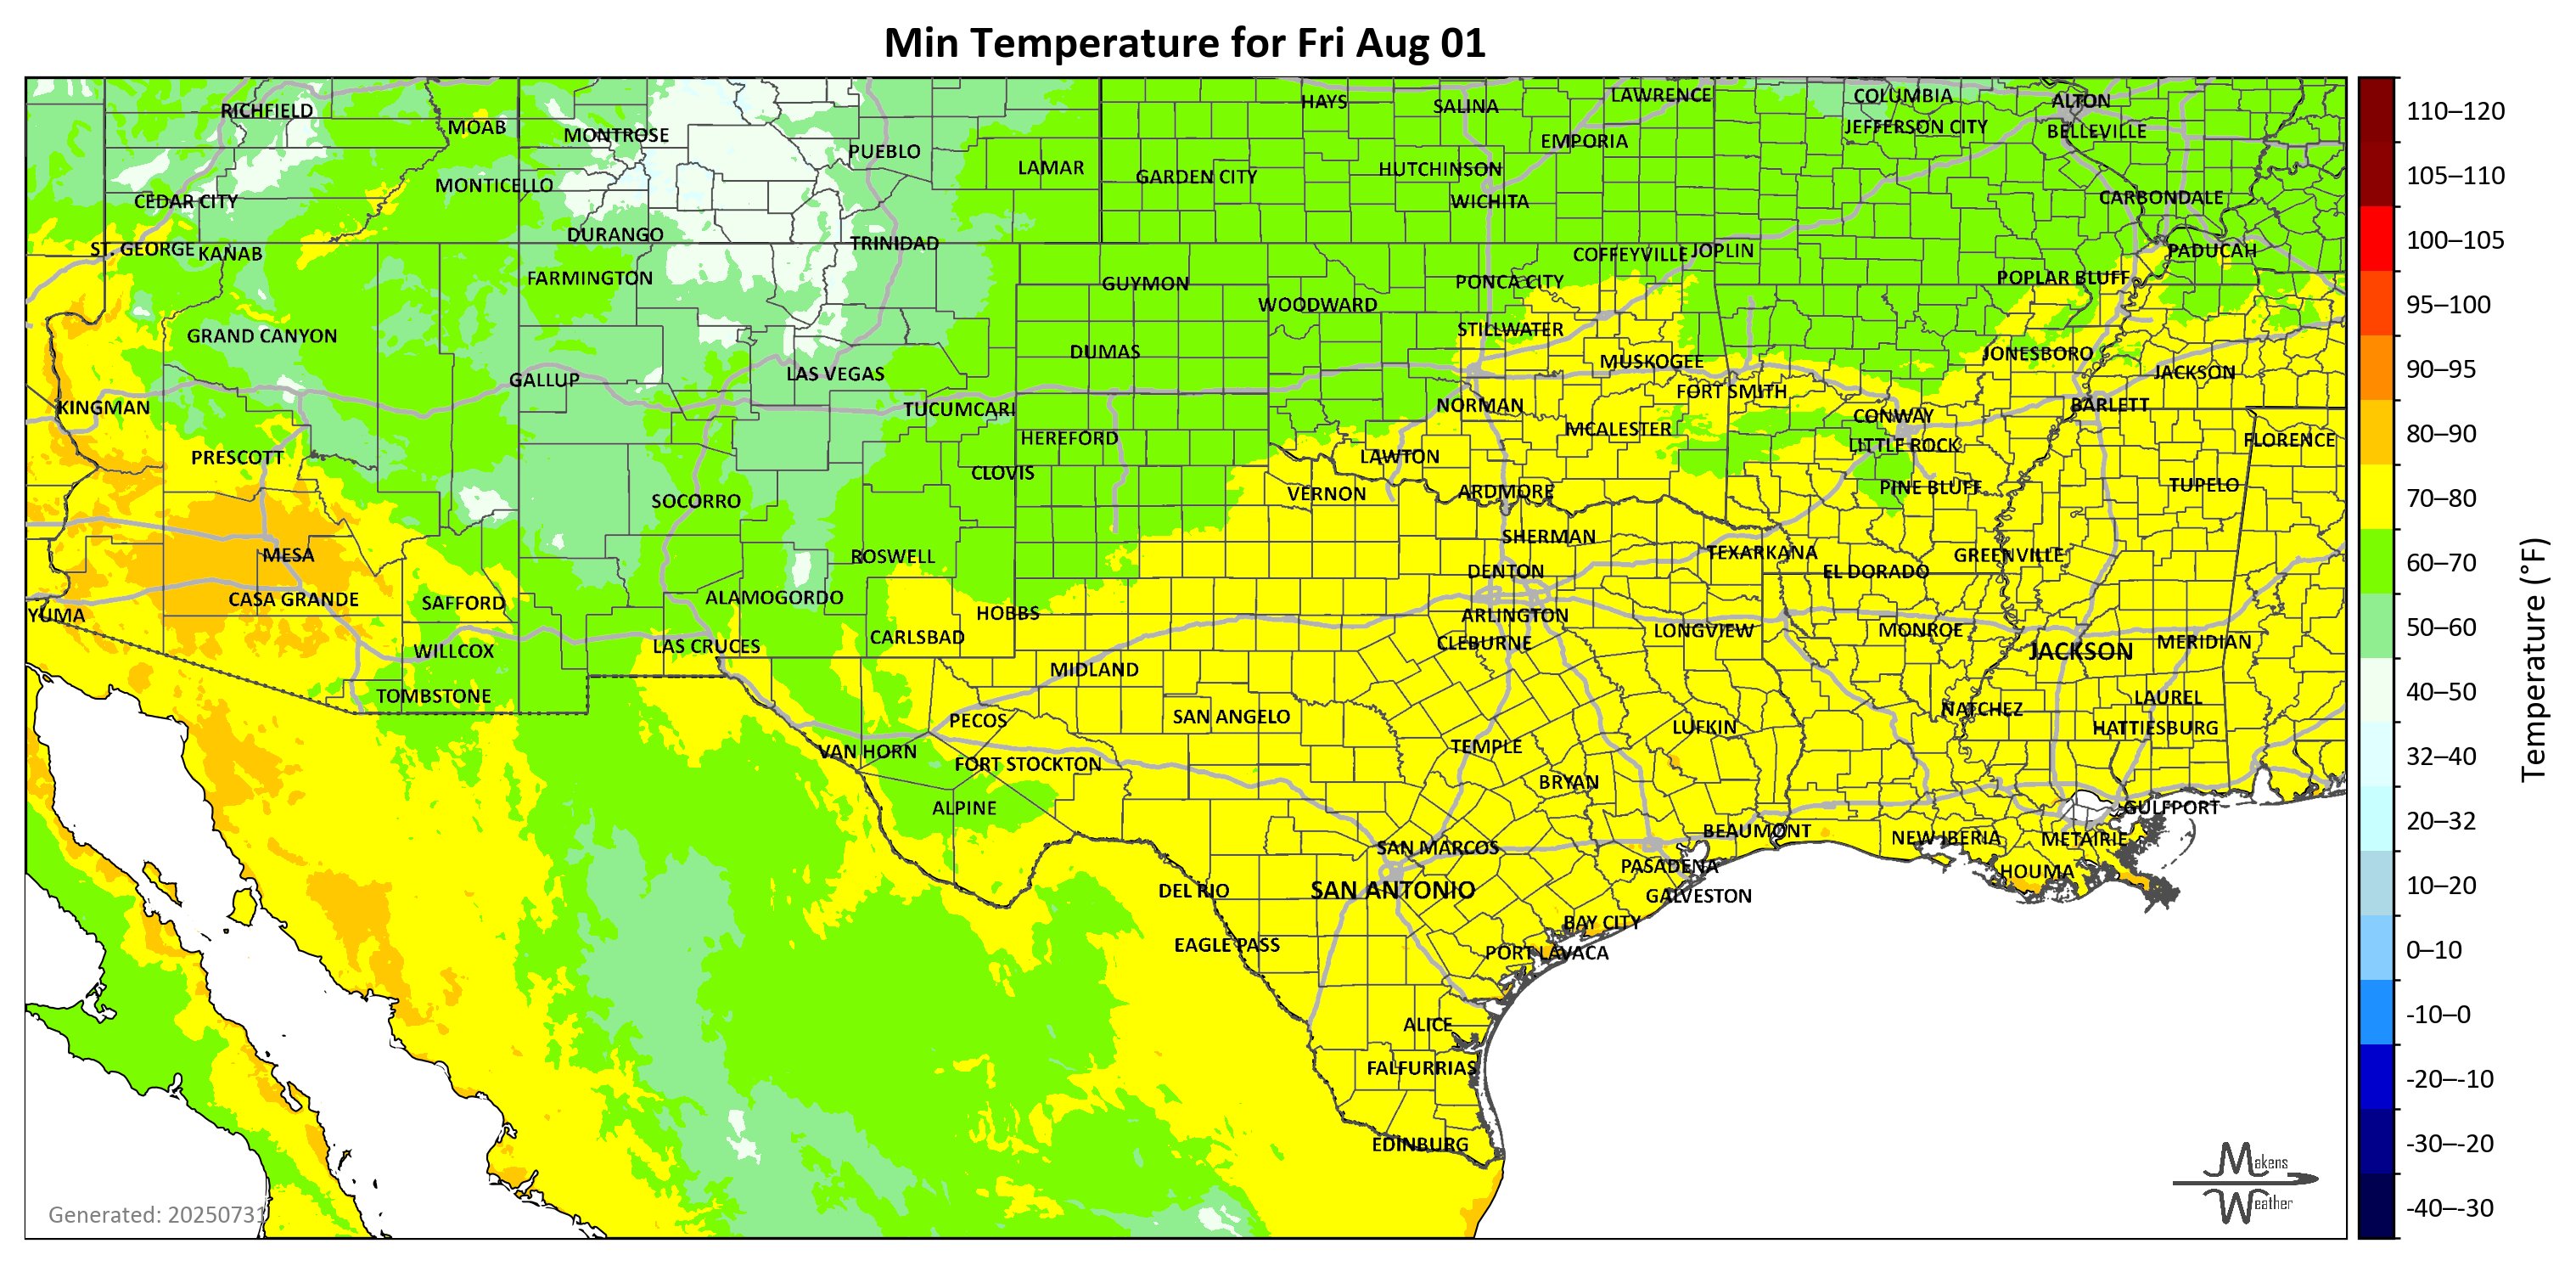 Min Temperature for Fri Aug 01
RICHFIELD
MOAB
MONTROSE
PUEBLO
LAMAR
HAYS
SALINA
LAWRENCE
COLUMBIA
ALTON
EMPORIA
JEFFERSON CITY
BELLEVILLE
MONTICELLO
GARDEN CITY
HUTCHINSON
WICHITA
CEDAR CITY
CARBONDALE
DURANGO
TRINIDAD
ST. GEORGE
KANAB
COFFEYVILLE
JOPLIN
PADUCAH
FARMINGTON
GUYMON
PONCA CITY
POPLAR BLUFF
WOODWARD
GRAND CANYON
STILLWATER
DUMAS
MUSKOGEE
JONESBORO
GALLUP
LAS VEGAS
JACKSON
FORT SMITH
KINGMAN
TUCUMCARI
NORMAN
CONWAY
BARLETT
HEREFORD
MCALESTER
LITTLE ROCK
FLORENCE
PRESCOTT
CLOVIS
LAWTON
SOCORRO
VERNON
ARDMORE
PINE BLUFF
TUPELO
MESA
ROSWELL
SHERMAN
TEXARKANA
GREENVILLE
DENTON
EL DORADO
CASA GRANDE
SAFFORD
ALAMOGORDO
YUMA
HOBBS
ARLINGTON
LAS CRUCES
CARLSBAD
CLEBURNE
LONGVIEW
MONROE
MERIDIAN
WILLCOX
JACKSON
MIDLAND
TOMBSTONE
LAUREL
PECOS
SAN ANGELO
NATCHEZ
LUFKIN
HATTIESBURG
VAN HORN
TEMPLE
FORT STOCKTON
BRYAN
ALPINE
GULFPORT
BEAUMONT
NEW IBERIA
METAIRIE
SAN MARCOS
PASADENA
HOUMA
DEL RIO
SAN ANTONIO
GALVESTON
BAY CITY
EAGLE PASS
PORT LAVACA
ALICE
FALFURRIAS
EDINBURG
Generated: 20250731
Makens
Weather
110–120
105–110
100–105
95–100
90–95
80–90
70–80
60–70
50–60
40–50
32–40
20–32
10–20
0–10
-10–0
-20–-10
-30–-20
-40–-30
Temperature (°F)